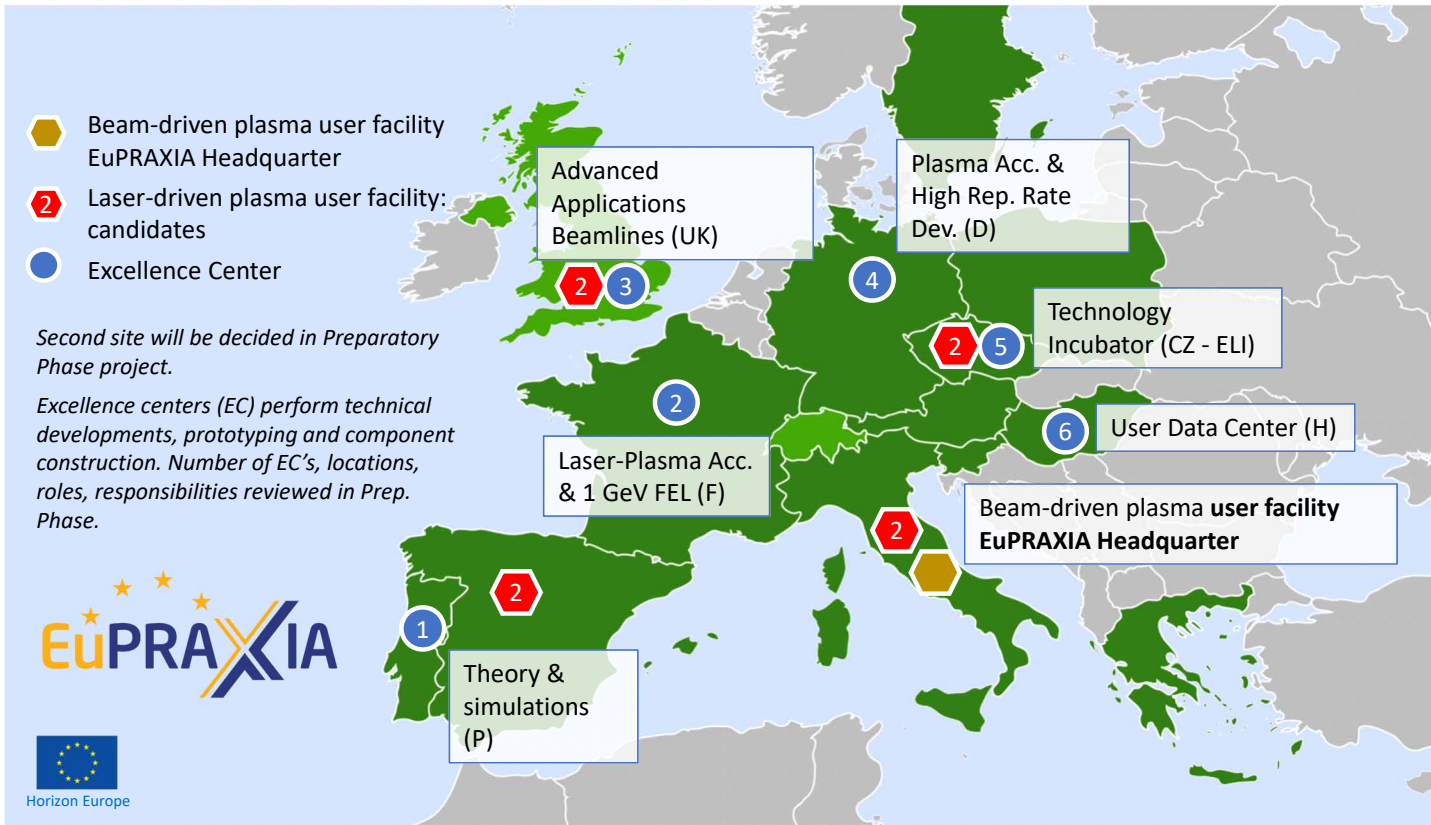 Beam-driven plasma user facility
EuPRAXIA Headquarter
2
Laser-driven plasma user facility:
candidates
Excellence Center
Second site will be decided in Preparatory
Phase project.
Excellence centers (EC) perform technical
developments, prototyping and component
construction. Number of EC's, locations,
roles, responsibilities reviewed in Prep.
Phase.
EuPRAXIA
Horizon Europe
Advanced
Applications
Beamlines (UK)
2
3
Plasma Acc. &
High Rep. Rate
Dev. (D)
4
Technology
Incubator (CZ - ELI)
2
5
2
Laser-Plasma Acc.
& 1 GeV FEL (F)
6
User Data Center (H)
Beam-driven plasma user facility
EuPRAXIA Headquarter
2
2
1
Theory &
simulations
(P)